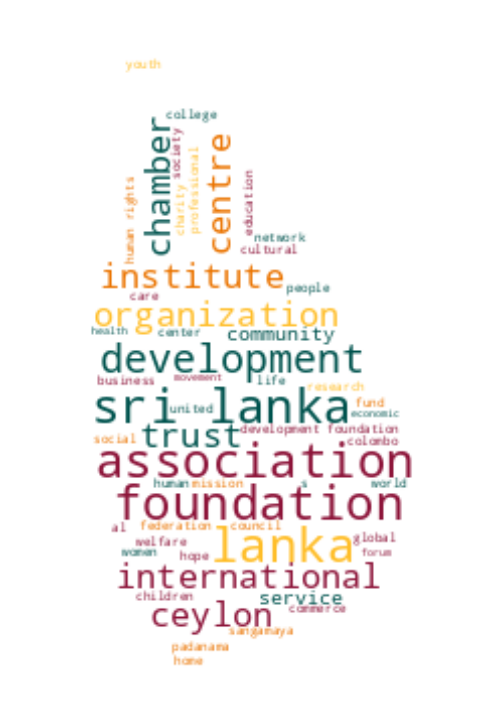 youth
college
chamber
society
charity
professional
centre
human rights
education
network
cultural
institute
people
care
organization
health
center
community
development
business
movement
life
research
sri lanka
united
fund
economic
trust
development foundation
social
colombo
association
human
mission
s
world
foundation
al
federation
council
lanka
welfare
global
women
hope
forum
international
children
service
ceylon
commerce
sangamaya
padanama
home